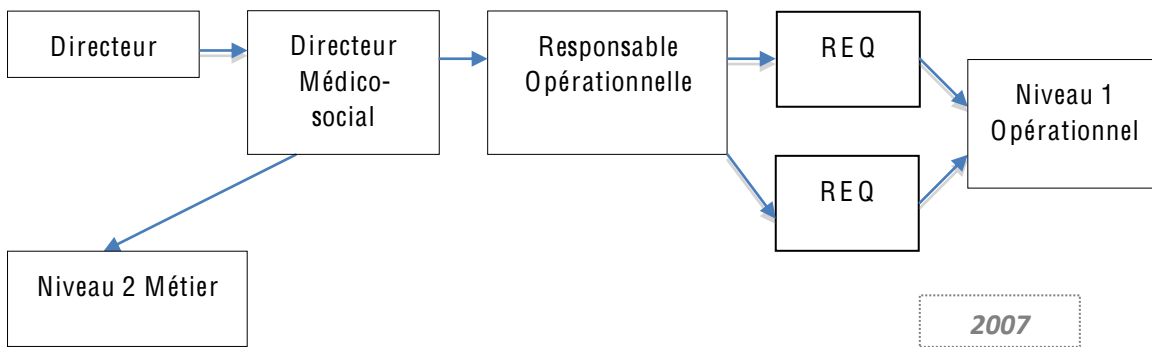 Directeur
Directeur
Médico-
social
Responsable
Opérationnelle
REQ
REQ
Niveau 1
Opérationnel
Niveau 2 Métier
2007